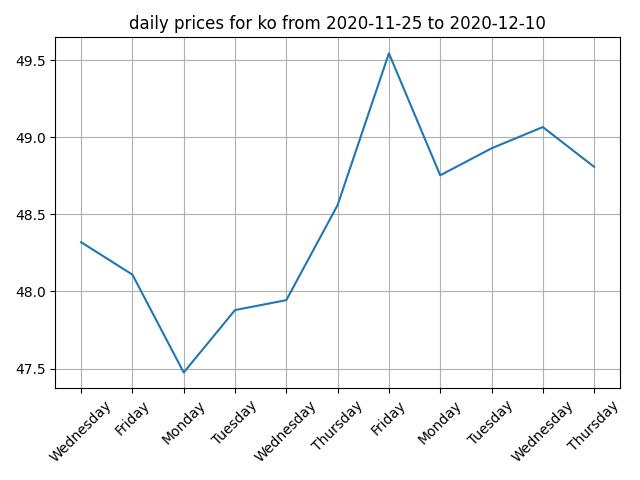 daily prices for ko from 2020-11-25 to 2020-12-10
49.5
49.0
48.5
48.0
47.5
Wednesday
Friday
Monday
Tuesday
Wednesday
Thursday
Friday
Monday
Tuesday
Wednesday
Thursday